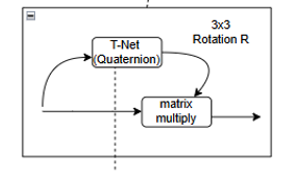 3x3
Rotation R
T-Net
(Quaternion)
matrix
multiply